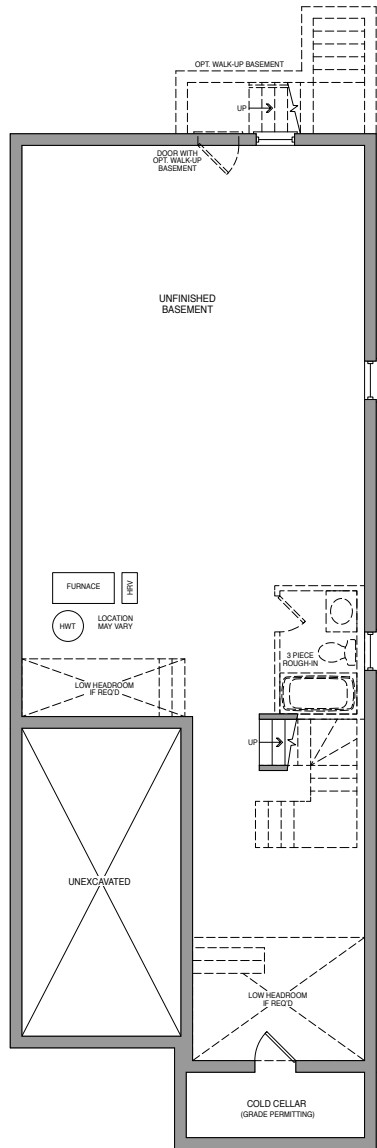 OPT. WALK-UP BASEMENT
UP
DOOR WITH
OPT. WALK-UP
BASEMENT
UNFINISHED
BASEMENT
FURNACE
HRV
HWT
LOCATION
MAY VARY
3 PIECE
ROUGH-IN
LOW HEADROOM
IF REQ'D
UP
UNEXCAVATED
LOW HEADROOM
IF REQ'D
COLD CELLAR
(GRADE PERMITTING)